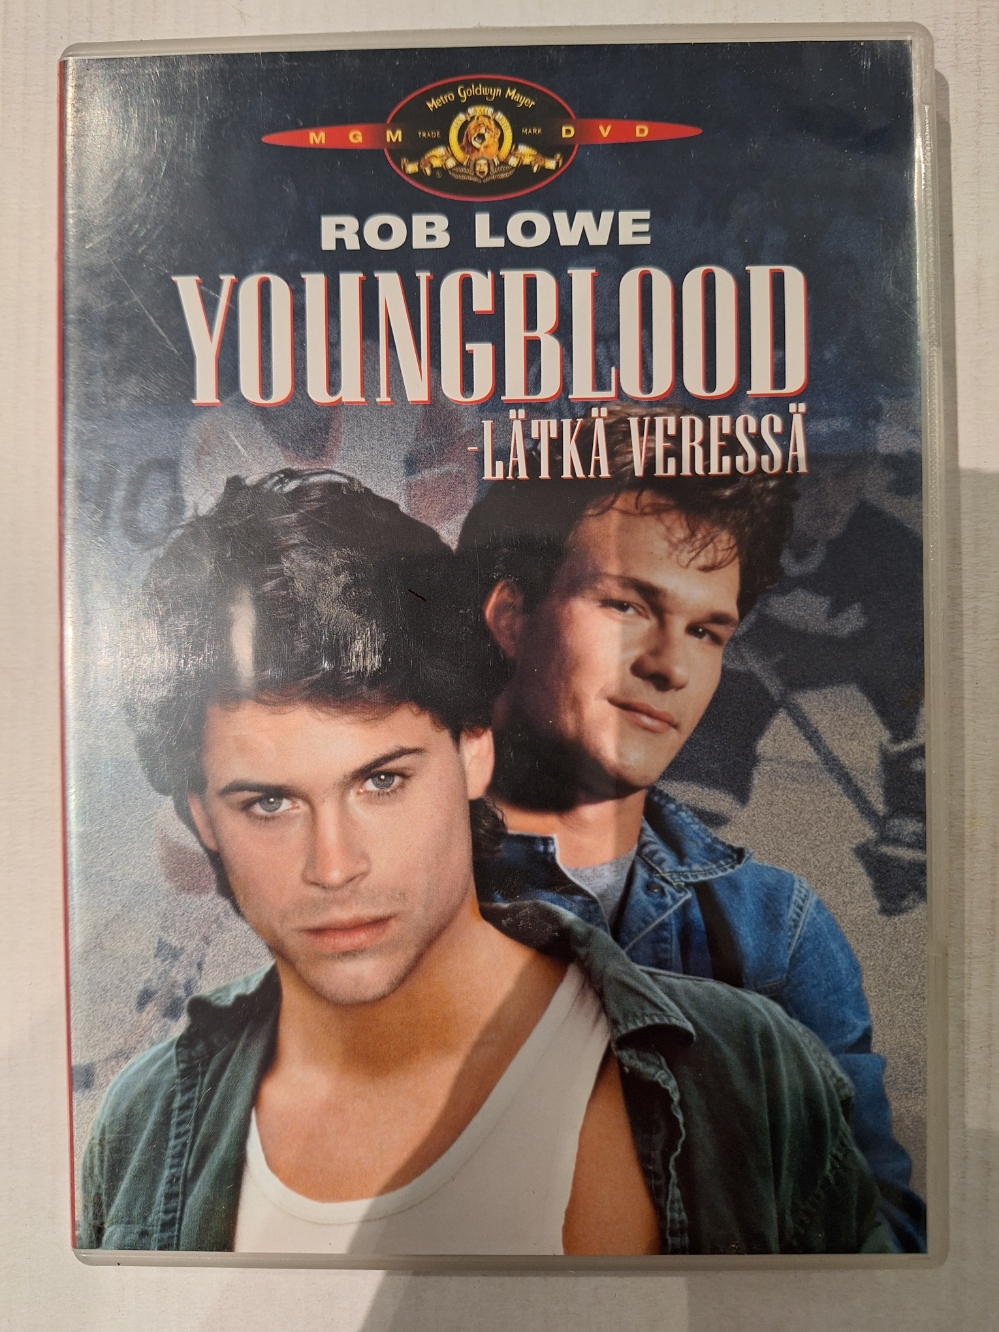 Metro Goldwyn Mayer
MGM TRADE MARK DVD
ROB LOWE
YOUNGBLOOD
-LÄTKÄ VERESSÄ